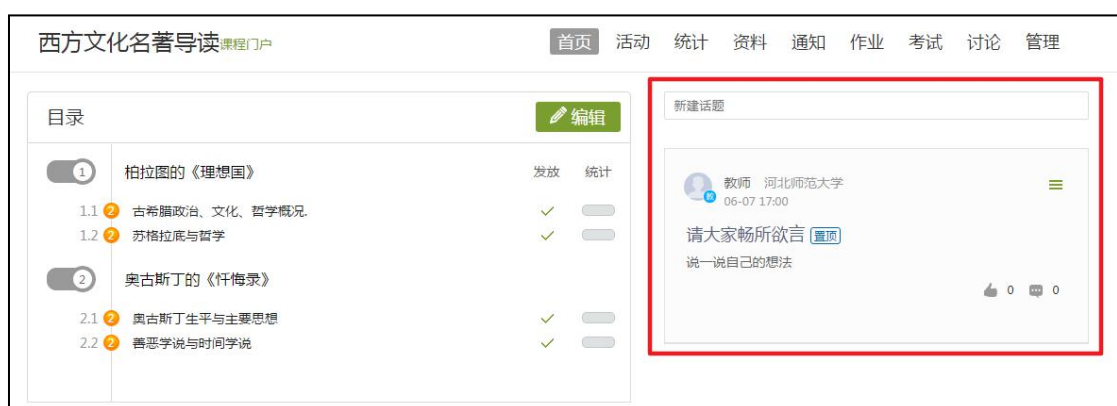 西方文化名著导读 课程门户
首页 活动 统计 资料 通知 作业 考试 讨论 管理
目录 编辑
1 柏拉图的《理想国》 发放 统计
1.1 2 古希腊政治、文化、哲学概况.
1.2 2 苏格拉底与哲学
2 奥古斯丁的《忏悔录》
2.1 2 奥古斯丁生平与主要思想
2.2 2 善恶学说与时间学说
新建话题
教师 河北师范大学
教 06-07 17:00
请大家畅所欲言 置顶
说一说自己的想法
0 0